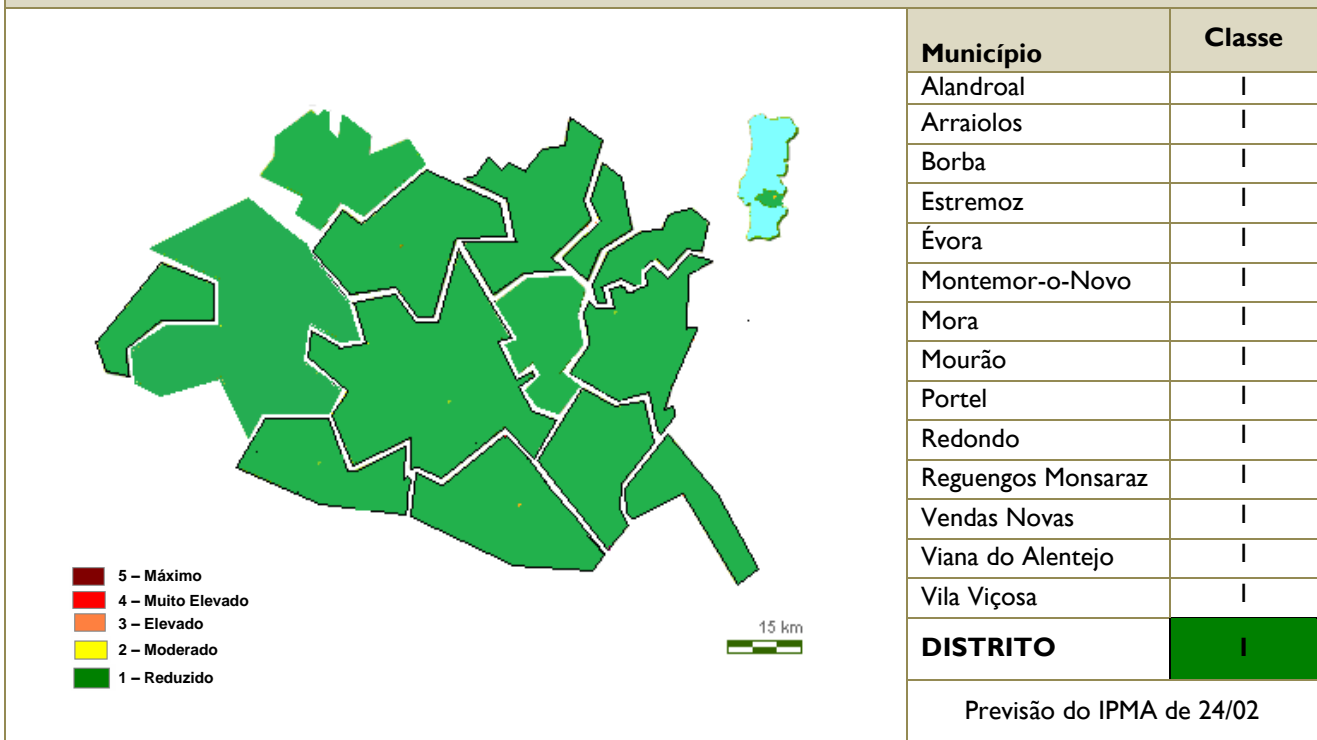 Município Classe
Alandroal 1
Arraiolos 1
Borba 1
Estremoz 1
Évora 1
Montemor-o-Novo 1
Mora 1
Mourão 1
Portel 1
Redondo 1
Reguengos Monsaraz 1
Vendas Novas 1
Viana do Alentejo 1
Vila Viçosa 1
DISTRITO 1
Previsão do IPMA de 24/02
5 – Máximo
4 – Muito Elevado
3 – Elevado
2 – Moderado
1 – Reduzido
15 km